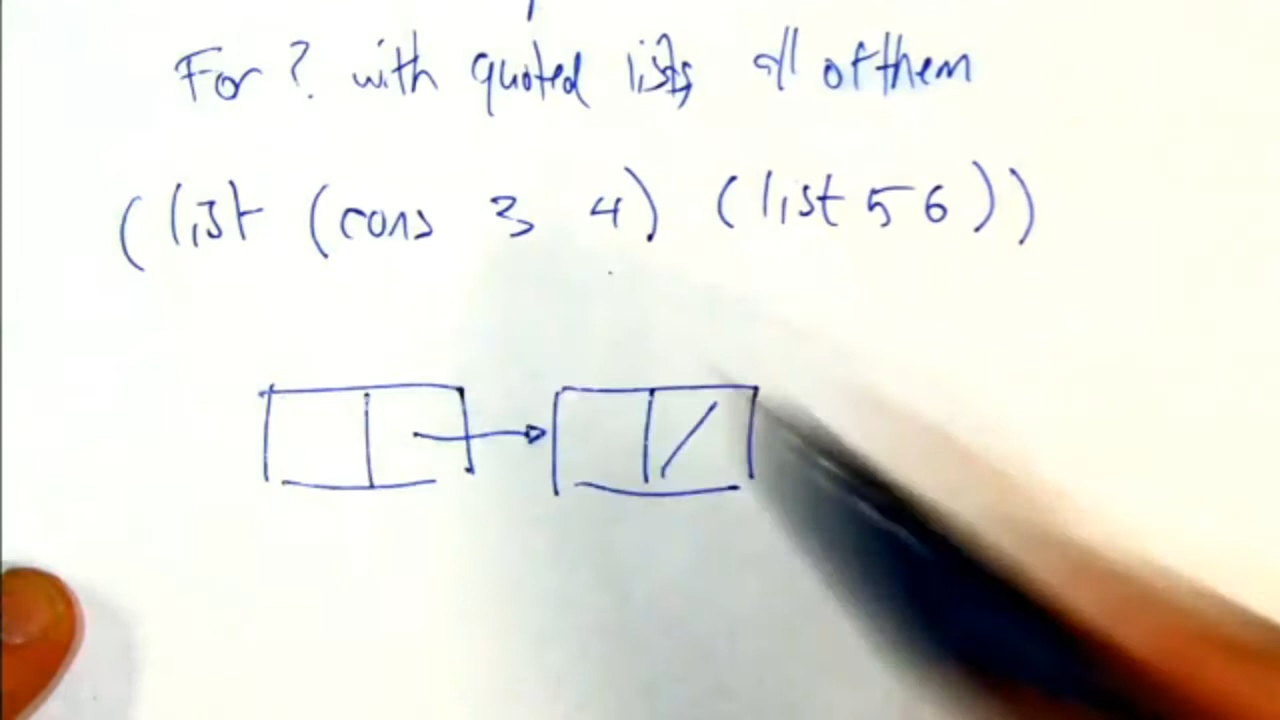 For ? with quoted lists all of them
(list (cons 3 4) (list 5 6))